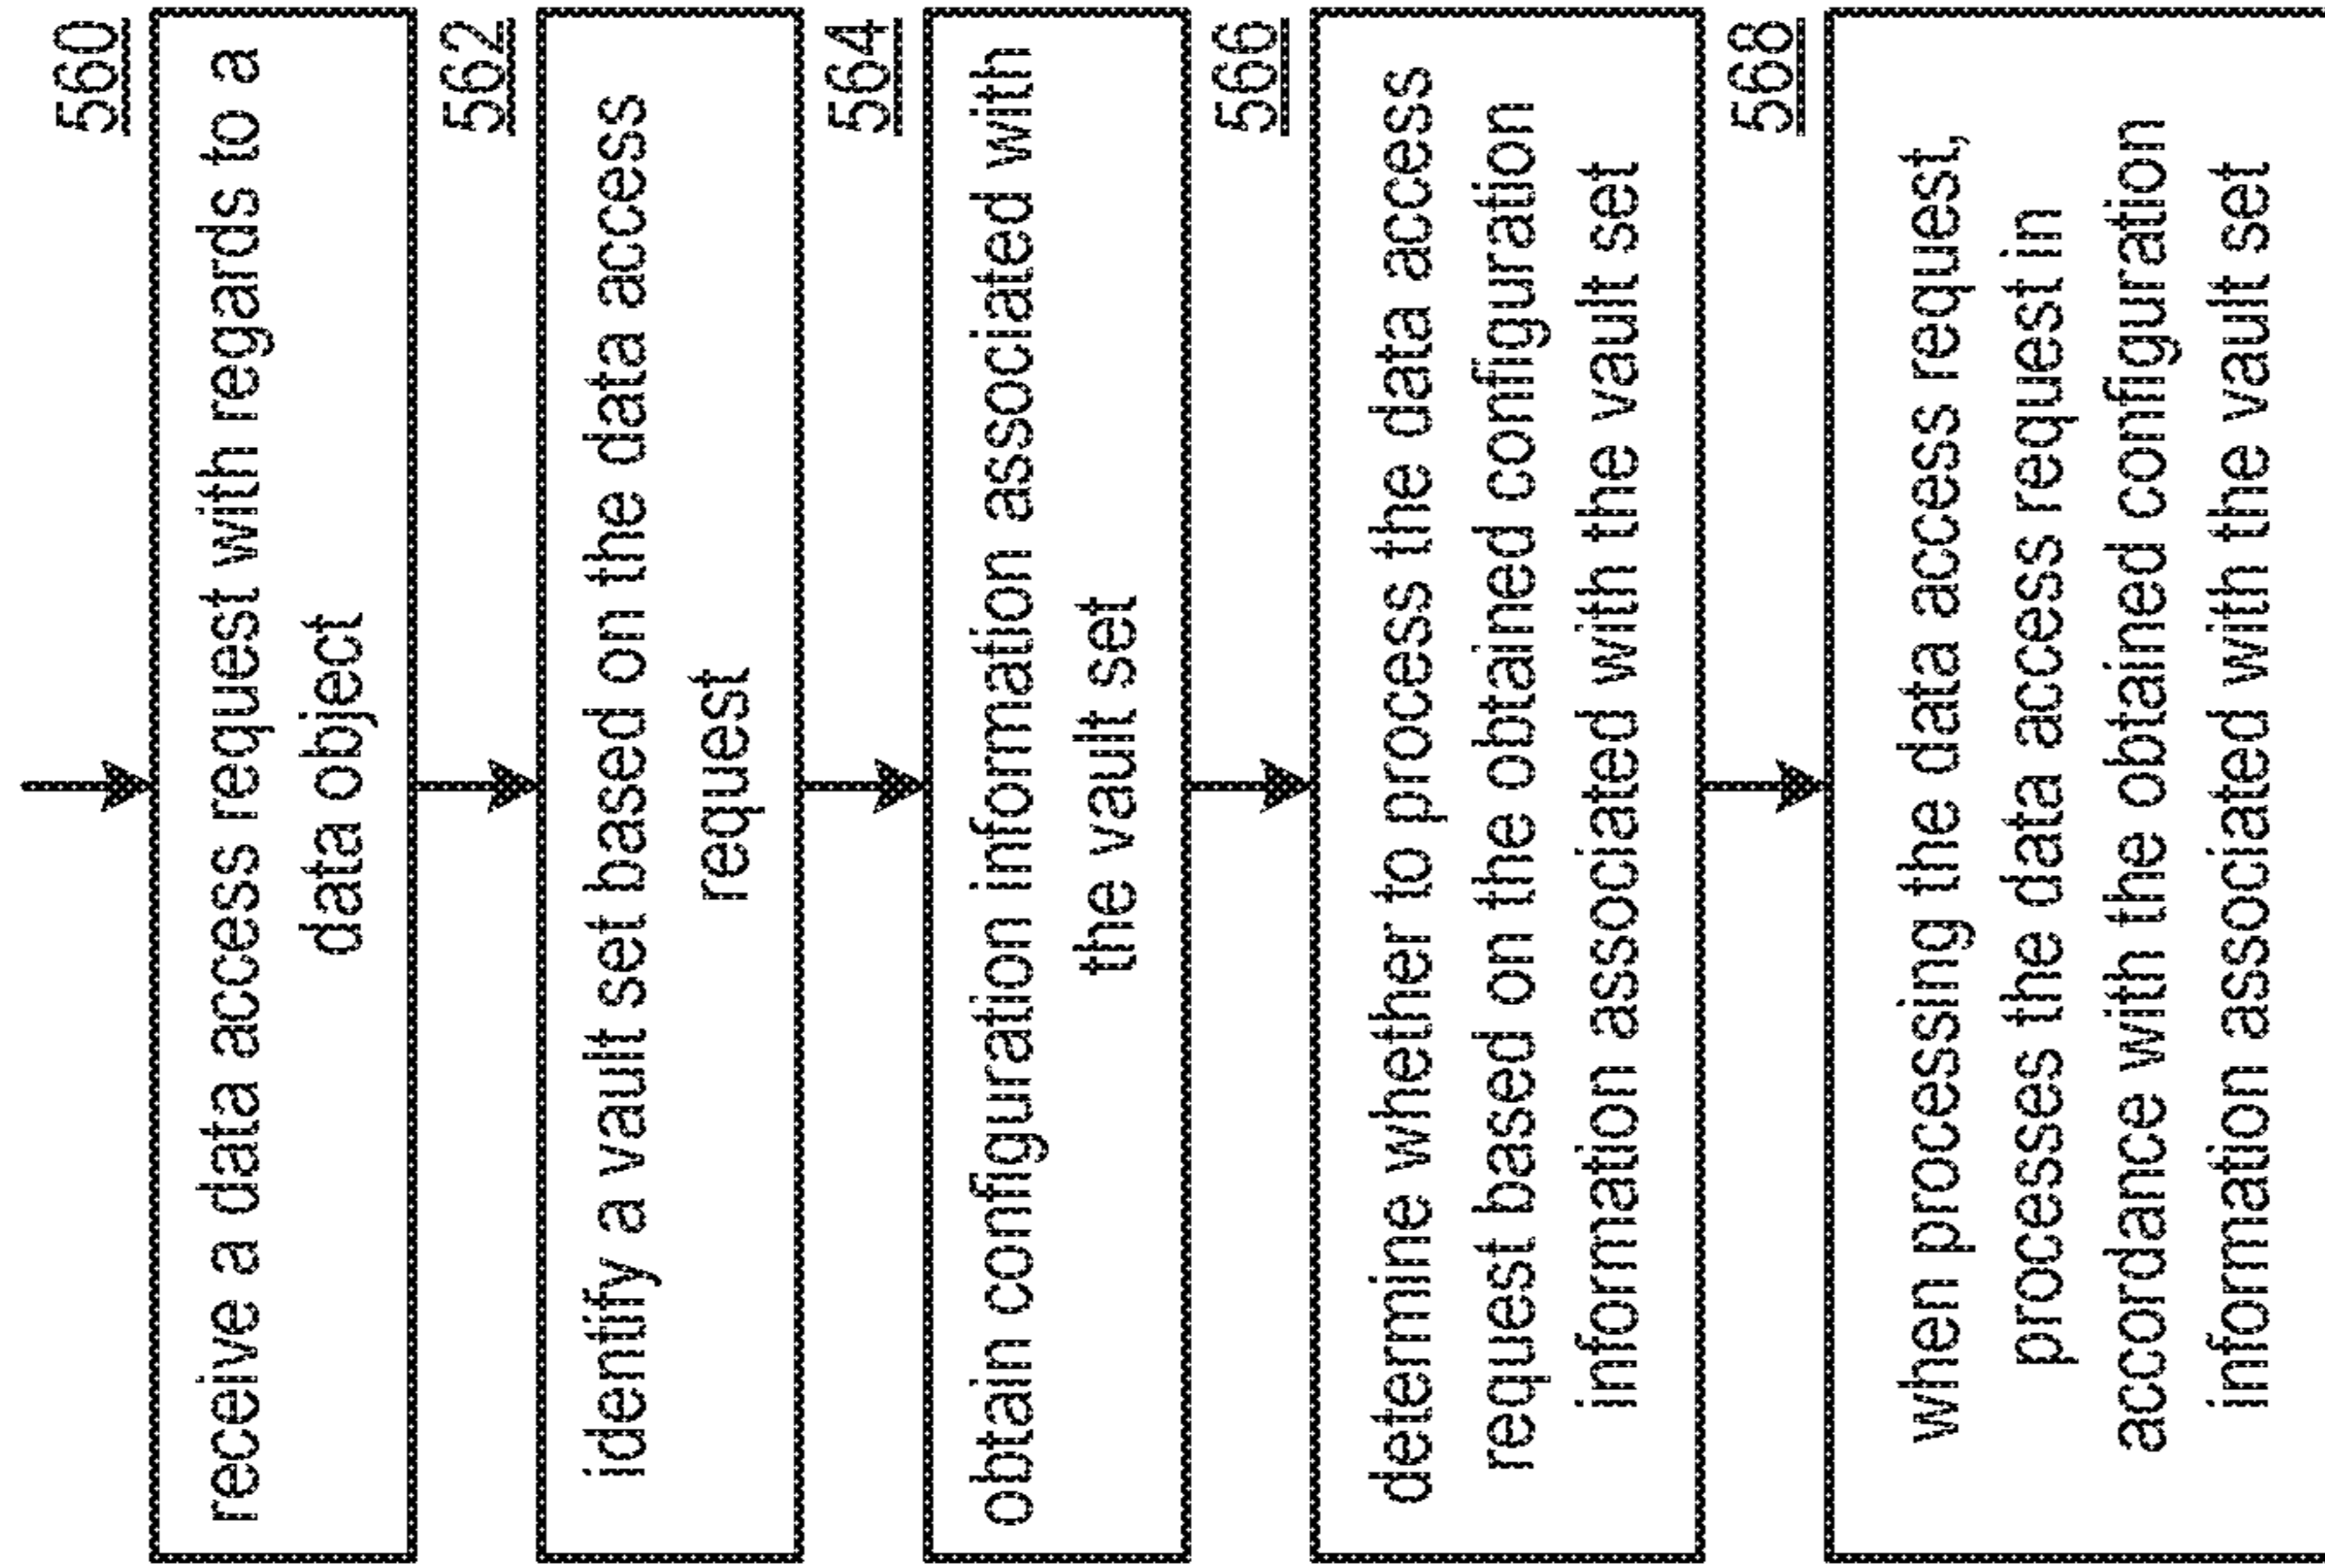 560
receive a data access request with regards to a
data object
562
identify a vault set based on the data access
request
564
obtain configuration information associated with
the vault set
566
determine whether to process the data access
request based on the obtained configuration
information associated with the vault set
568
when processing the data access request,
processes the data access request in
accordance with the obtained configuration
information associated with the vault set